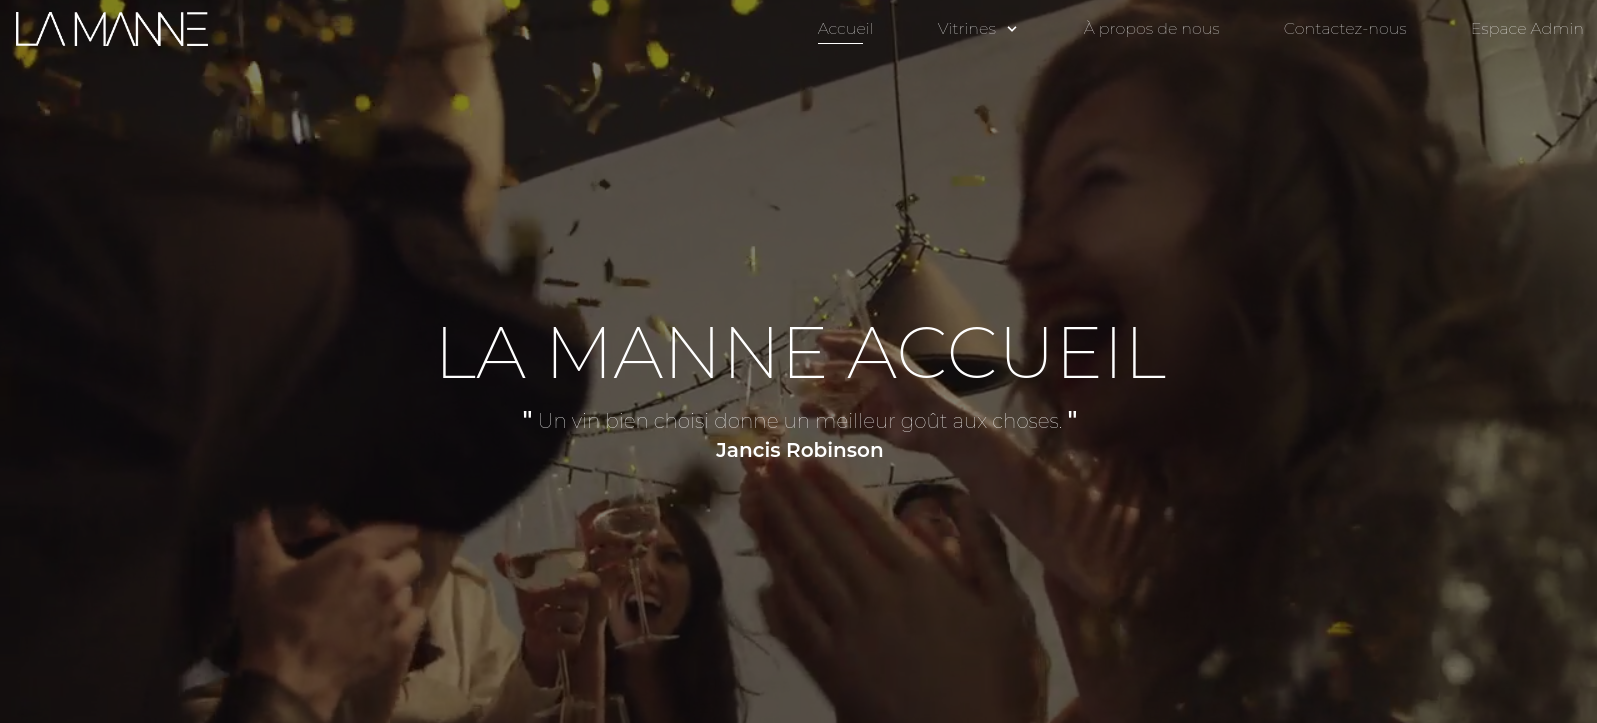 LA MANNE
Accueil
Vitrines
À propos de nous
Contactez-nous
Espace Admin
LA MANNE ACCUEIL
" Un vin bien choisi donne un meilleur goût aux choses. "
Jancis Robinson